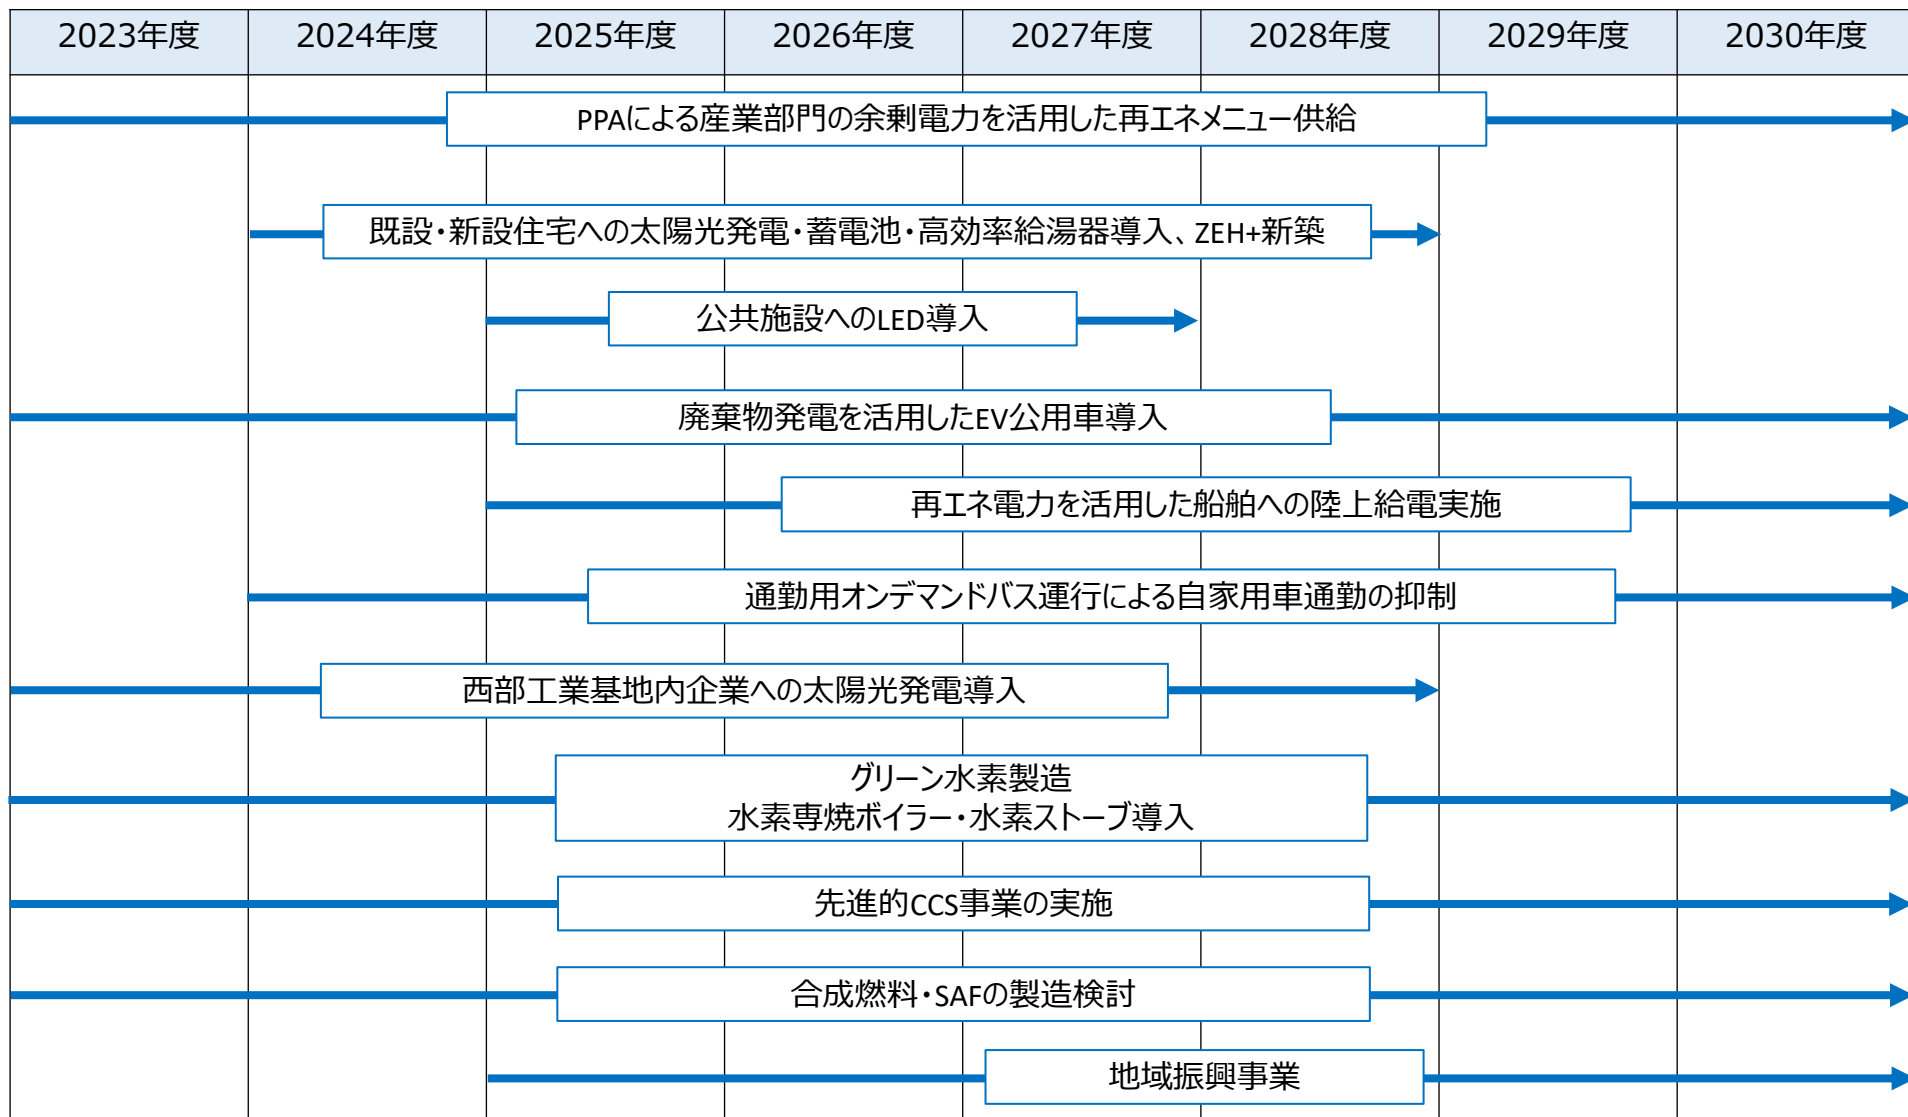 2023年度 2024年度 2025年度 2026年度 2027年度 2028年度 2029年度 2030年度
PPAによる産業部門の余剰電力を活用した再エネメニュー供給
既設・新設住宅への太陽光発電・蓄電池・高効率給湯器導入、ZEH+新築
公共施設へのLED導入
廃棄物発電を活用したEV公用車導入
再エネ電力を活用した船舶への陸上給電実施
通勤用オンデマンドバス運行による自家用車通勤の抑制
西部工業基地内企業への太陽光発電導入
グリーン水素製造
水素専焼ボイラー・水素ストーブ導入
先進的CCS事業の実施
合成燃料・SAFの製造検討
地域振興事業